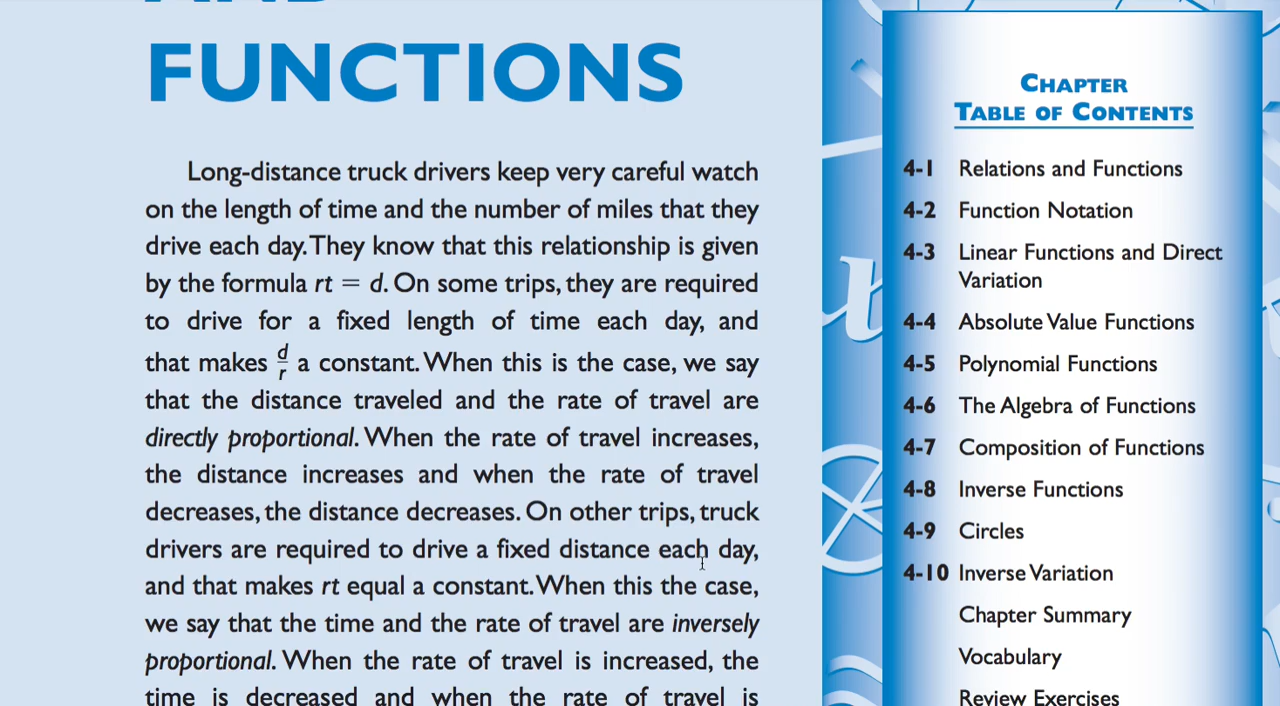 FUNCTIONS
Long-distance truck drivers keep very careful watch
on the length of time and the number of miles that they
drive each day. They know that this relationship is given
by the formula rt = d. On some trips, they are required
to drive for a fixed length of time each day, and
that makes d/r a constant. When this is the case, we say
that the distance traveled and the rate of travel are
directly proportional. When the rate of travel increases,
the distance increases and when the rate of travel
decreases, the distance decreases. On other trips, truck
drivers are required to drive a fixed distance each day,
and that makes rt equal a constant. When this the case,
we say that the time and the rate of travel are inversely
proportional. When the rate of travel is increased, the
time is decreased and when the rate of travel is
CHAPTER
TABLE OF CONTENTS
4-1 Relations and Functions
4-2 Function Notation
4-3 Linear Functions and Direct
Variation
4-4 Absolute Value Functions
4-5 Polynomial Functions
4-6 The Algebra of Functions
4-7 Composition of Functions
4-8 Inverse Functions
4-9 Circles
4-10 Inverse Variation
Chapter Summary
Vocabulary
Review Exercises